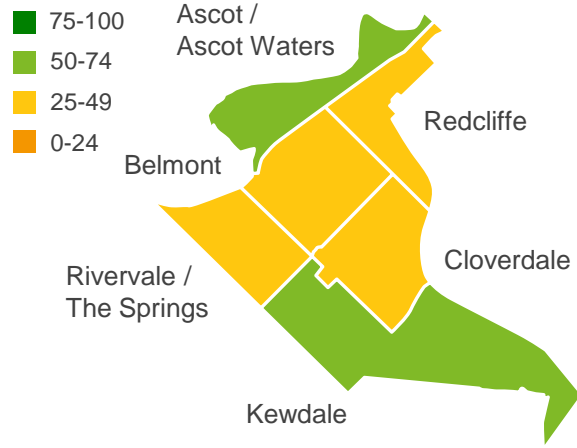 75-100
50-74
25-49
0-24
Ascot /
Ascot Waters
Redcliffe
Belmont
Cloverdale
Rivervale /
The Springs
Kewdale